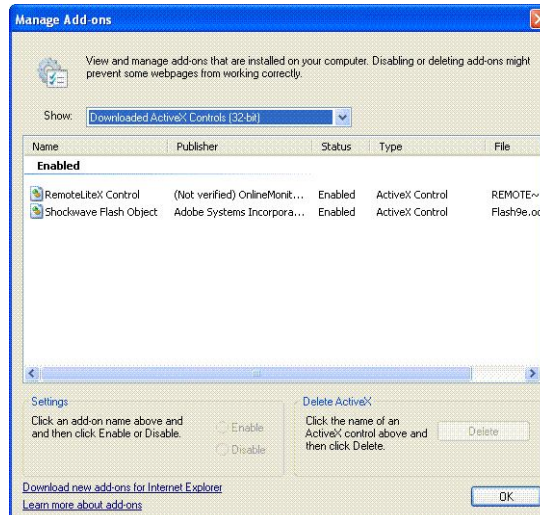 Manage Add-ons
View and manage add-ons that are installed on your computer. Disabling or deleting add-ons might
prevent some webpages from working correctly.
Show: Downloaded ActiveX Controls (32-bit)
Name Publisher Status Type File
Enabled
RemoteLiteX Control (Not verified) OnlineMonit... Enabled ActiveX Control REMOTE~
Shockwave Flash Object Adobe Systems Incorpora... Enabled ActiveX Control Flash9e.oc
Settings
Click an add-on name above and
and then click Enable or Disable.
Enable
Disable
Delete ActiveX
Click the name of an
ActiveX control above and
then click Delete.
Delete
Download new add-ons for Internet Explorer
Learn more about add-ons
OK